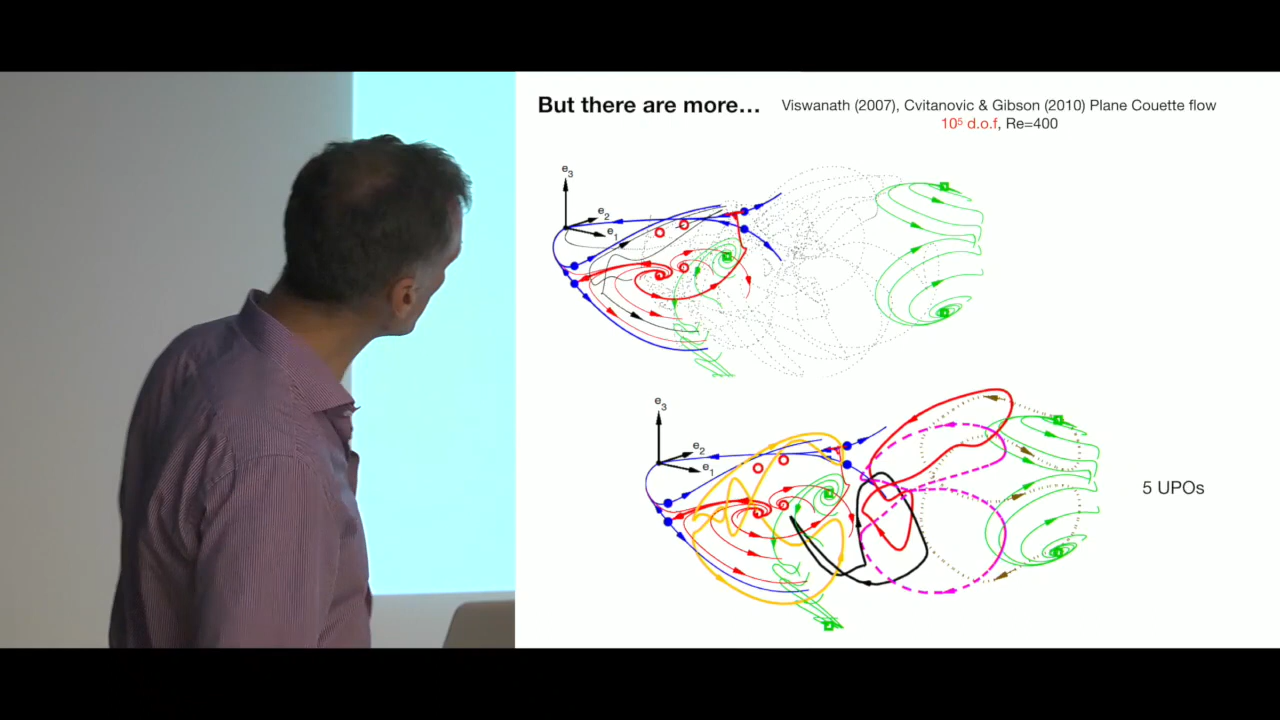 But there are more…
Viswanath (2007), Cvitanovic & Gibson (2010) Plane Couette flow
10⁵ d.o.f, Re=400
e₃
e₂
e₁
e₃
e₂
e₁
5 UPOs